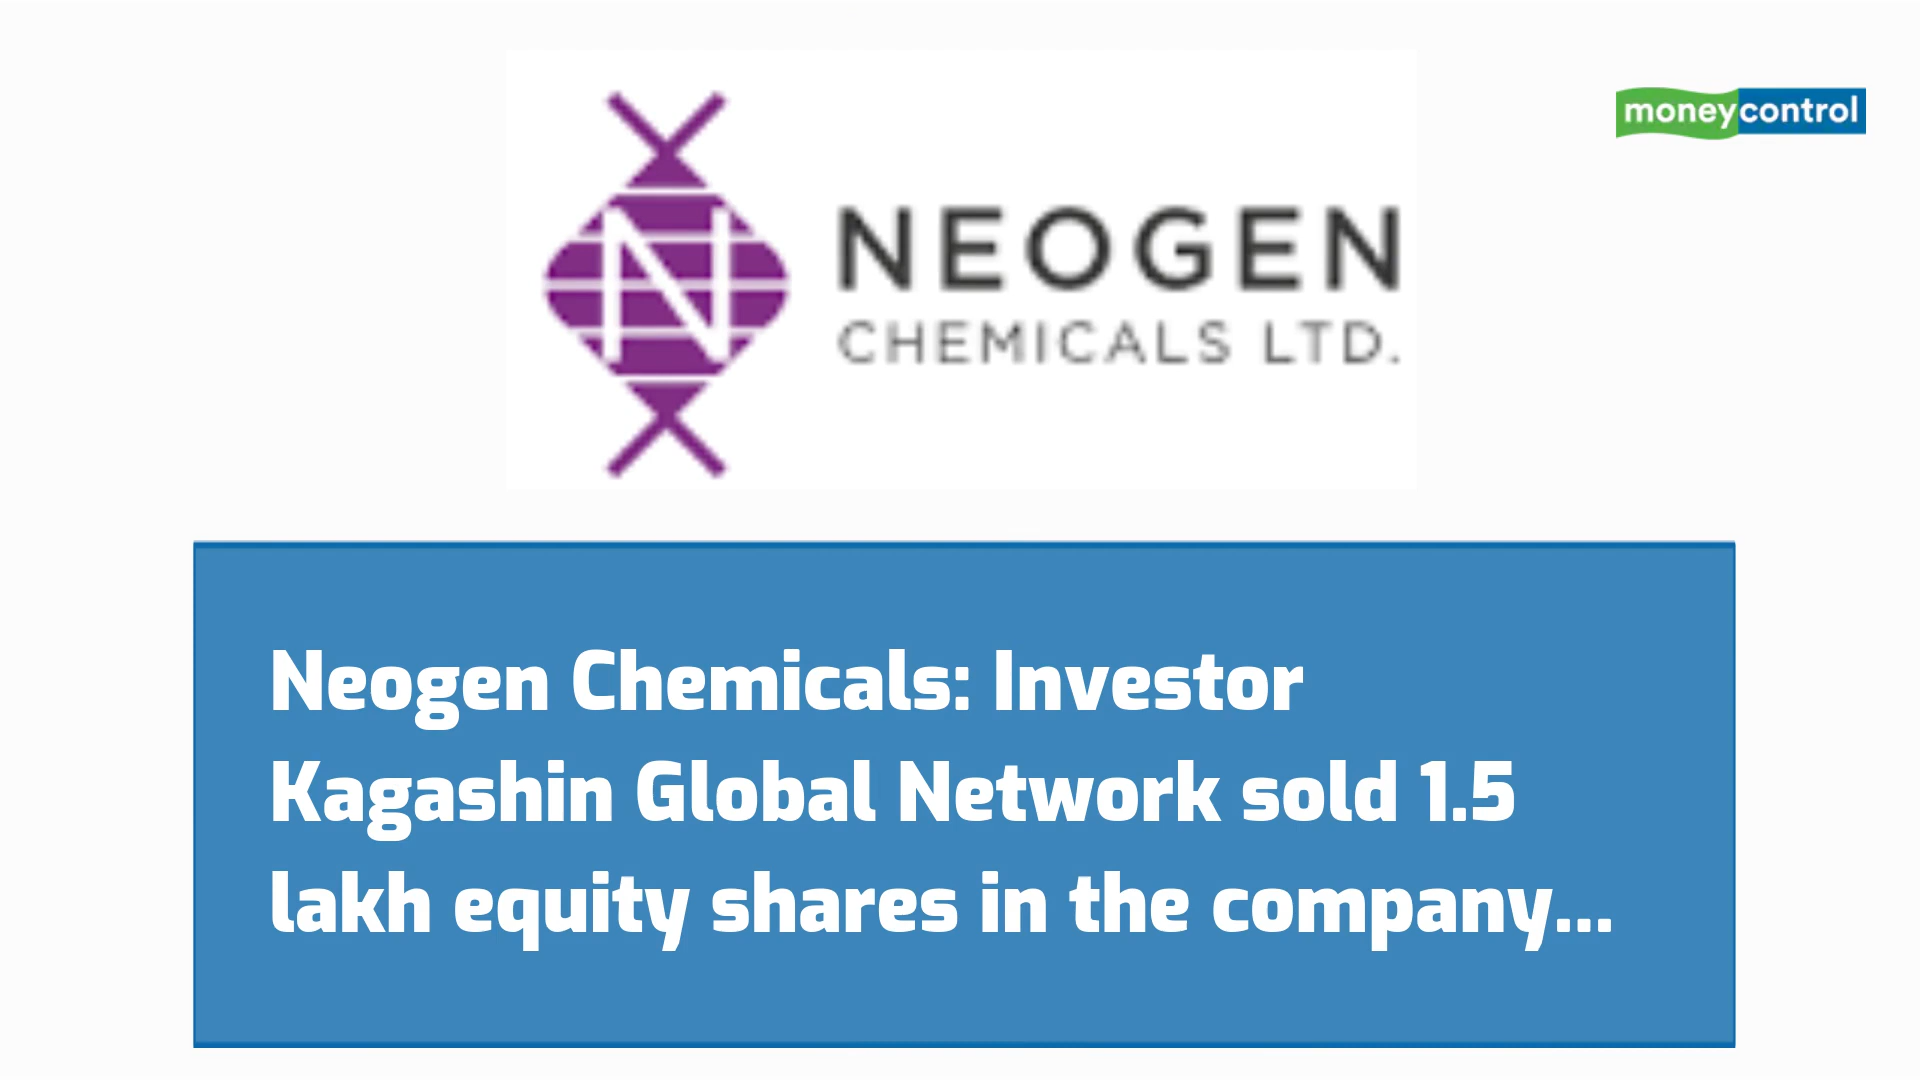 moneycontrol
N
NEOGEN
CHEMICALS LTD.
Neogen Chemicals: Investor
Kagashin Global Network sold 1.5
lakh equity shares in the company...